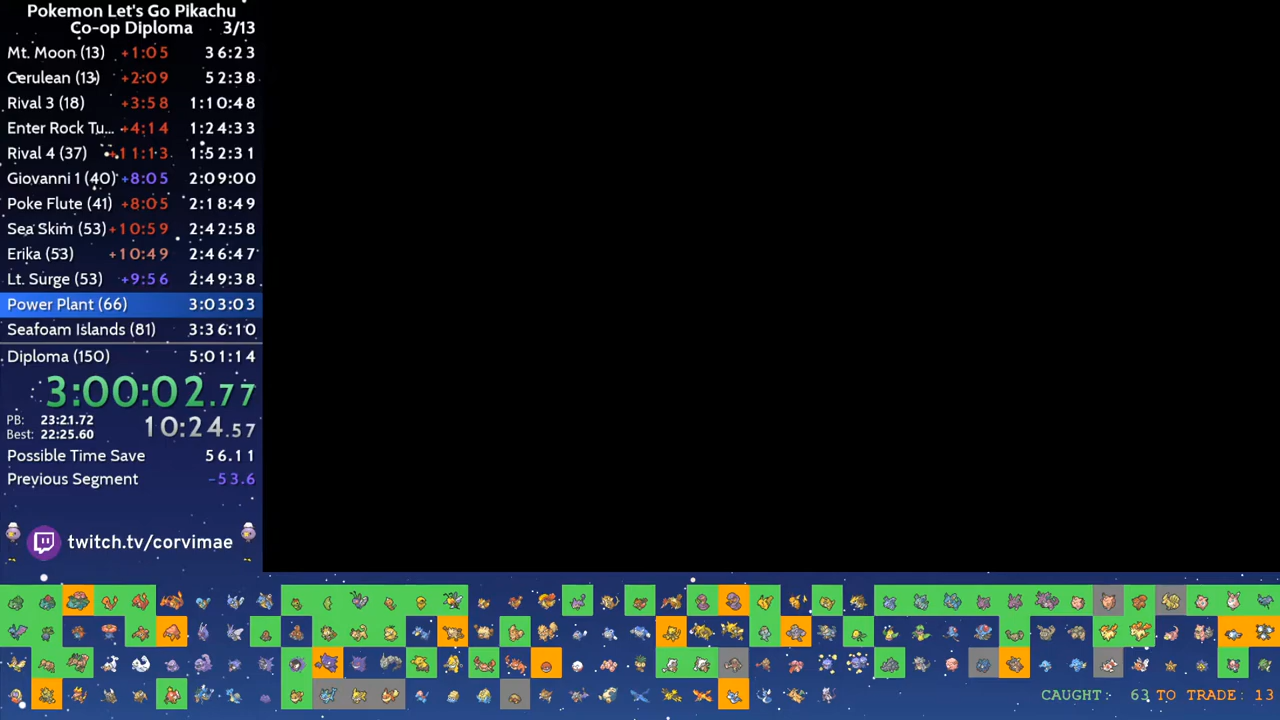 Pokemon Let's Go Pikachu
Co-op Diploma 3/13
Mt. Moon (13) +1:05 36:23
Cerulean (13) +2:09 52:38
Rival 3 (18) +3:58 1:10:48
Enter Rock Tu... +4:14 1:24:33
Rival 4 (37) +11:13 1:52:31
Giovanni 1 (40) +8:05 2:09:00
Poke Flute (41) +8:05 2:18:49
Sea Skim (53) +10:59 2:42:58
Erika (53) +10:49 2:46:47
Lt. Surge (53) +9:56 2:49:38
Power Plant (66) 3:03:03
Seafoam Islands (81) 3:36:10
Diploma (150) 5:01:14
3:00:02.77
PB: 23:21.72
Best: 22:25.60
10:24.57
Possible Time Save 56.11
Previous Segment -53.6
twitch.tv/corvimae
CAUGHT: 63 TO TRADE: 13